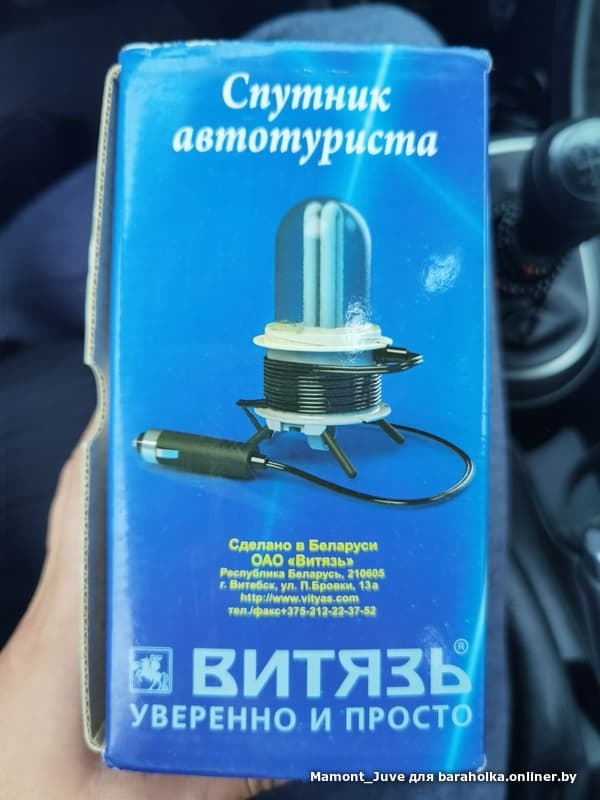 Спутник
автотуриста
Сделано в Беларуси
ОАО «Витязь»
Республика Беларусь, 210605
г. Витебск, ул. П.Бровки, 13а
http://www.vityas.com
тел./факс+375-212-22-37-52
ВИТЯЗЬ®
УВЕРЕННО И ПРОСТО
Mamont_Juve для baraholka.onliner.by